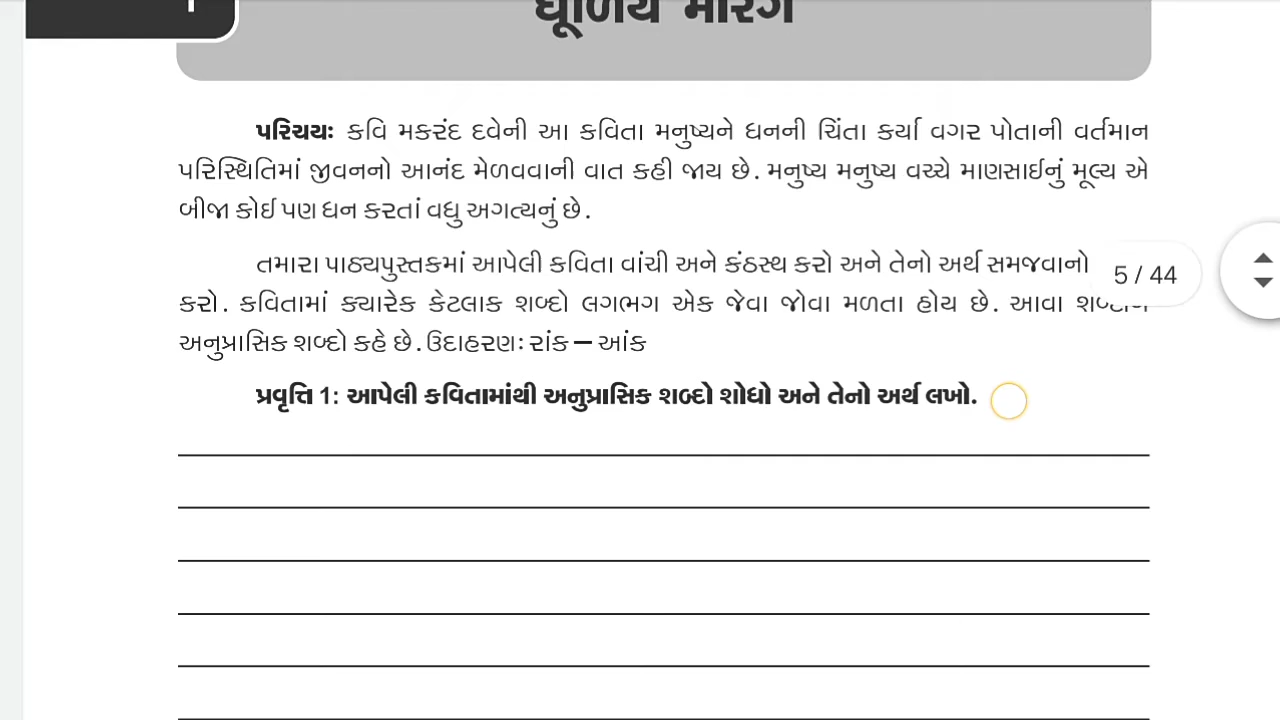 ધૂળિયે મારગ
પરિચયઃ કવિ મકરંદ દવેની આ કવિતા મનુષ્યને ધનની ચિંતા કર્યા વગર પોતાની વર્તમાન
પરિસ્થિતિમાં જીવનનો આનંદ મેળવવાની વાત કહી જાય છે. મનુષ્ય મનુષ્ય વચ્ચે માણસાઈનું મૂલ્ય એ
બીજા કોઈ પણ ધન કરતાં વધુ અગત્યનું છે.
તમારા પાઠ્યપુસ્તકમાં આપેલી કવિતા વાંચી અને કંઠસ્થ કરો અને તેનો અર્થ સમજવાનો
5 / 44
કરો. કવિતામાં ક્યારેક કેટલાક શબ્દો લગભગ એક જેવા જોવા મળતા હોય છે. આવા
અનુપ્રાસિક શબ્દો કહે છે. ઉદાહરણઃ રાંક – આંક
પ્રવૃત્તિ 1: આપેલી કવિતામાંથી અનુપ્રાસિક શબ્દો શોધો અને તેનો અર્થ લખો.